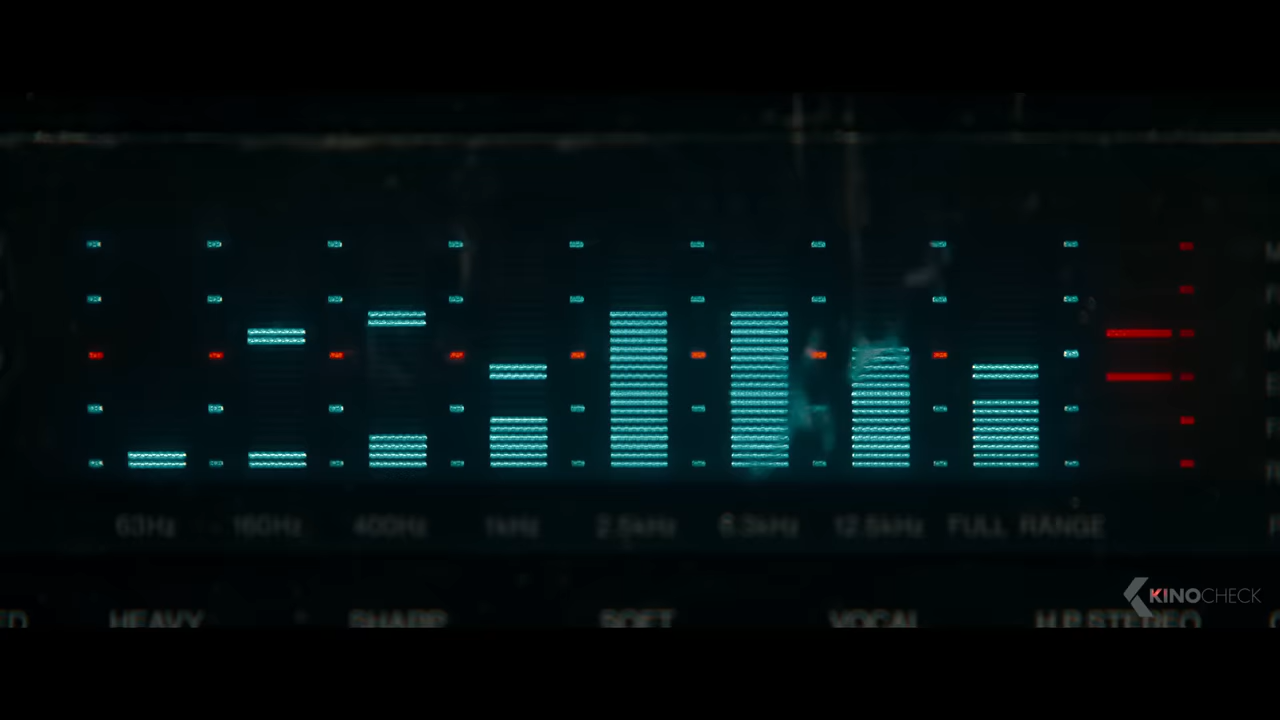 63Hz 160Hz 400Hz 1kHz 2.5kHz 6.3kHz 12.5kHz FULL RANGE
KINOCHECK
HEAVY SHARP SOFT VOCAL H.P.STEREO